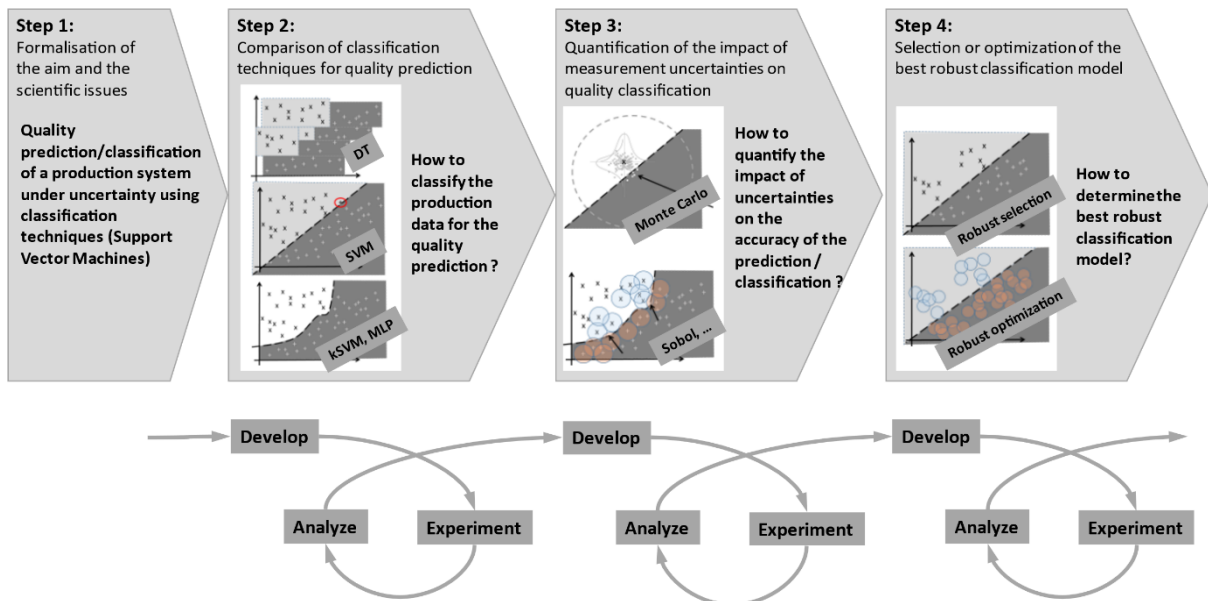 Step 1:
Formalisation of
the aim and the
scientific issues
Quality
prediction/classification
of a production system
under uncertainty using
classification
techniques (Support
Vector Machines)
Step 2:
Comparison of classification
techniques for quality prediction
DT
SVM
kSVM, MLP
How to
classify the
production
data for the
quality
prediction ?
Step 3:
Quantification of the impact of
measurement uncertainties on
quality classification
Monte Carlo
Sobol, ...
How to
quantify the
impact of
uncertainties
on the
accuracy of the
prediction /
classification ?
Step 4:
Selection or optimization of the
best robust classification model
Robust selection
Robust optimization
How to
determine the
best robust
classification
model?
Develop
Develop
Develop
Analyze
Experiment
Analyze
Experiment
Analyze
Experiment